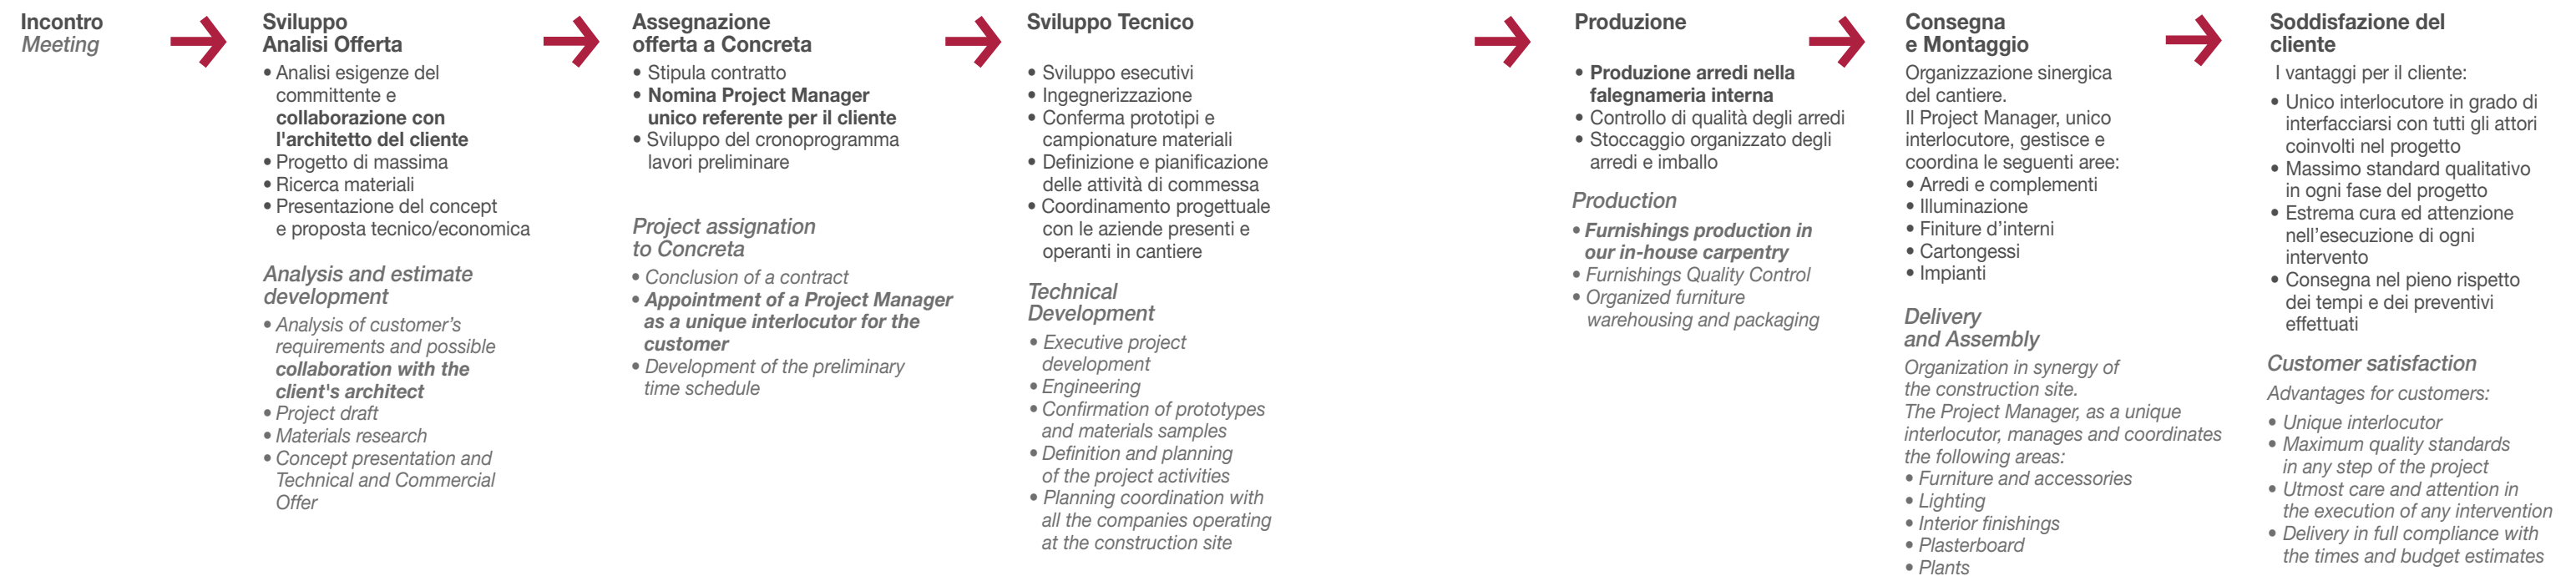 Incontro
Meeting
Sviluppo
Analisi Offerta
• Analisi esigenze del
committente e
collaborazione con
l'architetto del cliente
• Progetto di massima
• Ricerca materiali
• Presentazione del concept
e proposta tecnico/economica
Analysis and estimate
development
• Analysis of customer’s
requirements and possible
collaboration with the
client's architect
• Project draft
• Materials research
• Concept presentation and
Technical and Commercial
Offer
Assegnazione
offerta a Concreta
• Stipula contratto
• Nomina Project Manager
unico referente per il cliente
• Sviluppo del cronoprogramma
lavori preliminare
Project assignation
to Concreta
• Conclusion of a contract
• Appointment of a Project Manager
as a unique interlocutor for the
customer
• Development of the preliminary
time schedule
Sviluppo Tecnico
• Sviluppo esecutivi
• Ingegnerizzazione
• Conferma prototipi e
campionature materiali
• Definizione e pianificazione
delle attività di commessa
• Coordinamento progettuale
con le aziende presenti e
operanti in cantiere
Technical
Development
• Executive project
development
• Engineering
• Confirmation of prototypes
and materials samples
• Definition and planning
of the project activities
• Planning coordination with
all the companies operating
at the construction site
Produzione
• Produzione arredi nella
falegnameria interna
• Controllo di qualità degli arredi
• Stoccaggio organizzato degli
arredi e imballo
Production
• Furnishings production in
our in-house carpentry
• Furnishings Quality Control
• Organized furniture
warehousing and packaging
Consegna
e Montaggio
Organizzazione sinergica
del cantiere.
Il Project Manager, unico
interlocutore, gestisce e
coordina le seguenti aree:
• Arredi e complementi
• Illuminazione
• Finiture d’interni
• Cartongessi
• Impianti
Delivery
and Assembly
Organization in synergy of
the construction site.
The Project Manager, as a unique
interlocutor, manages and coordinates
the following areas:
• Furniture and accessories
• Lighting
• Interior finishings
• Plasterboard
• Plants
Soddisfazione del
cliente
I vantaggi per il cliente:
• Unico interlocutore in grado di
interfacciarsi con tutti gli attori
coinvolti nel progetto
• Massimo standard qualitativo
in ogni fase del progetto
• Estrema cura ed attenzione
nell’esecuzione di ogni
intervento
• Consegna nel pieno rispetto
dei tempi e dei preventivi
effettuati
Customer satisfaction
Advantages for customers:
• Unique interlocutor
• Maximum quality standards
in any step of the project
• Utmost care and attention in
the execution of any intervention
• Delivery in full compliance with
the times and budget estimates